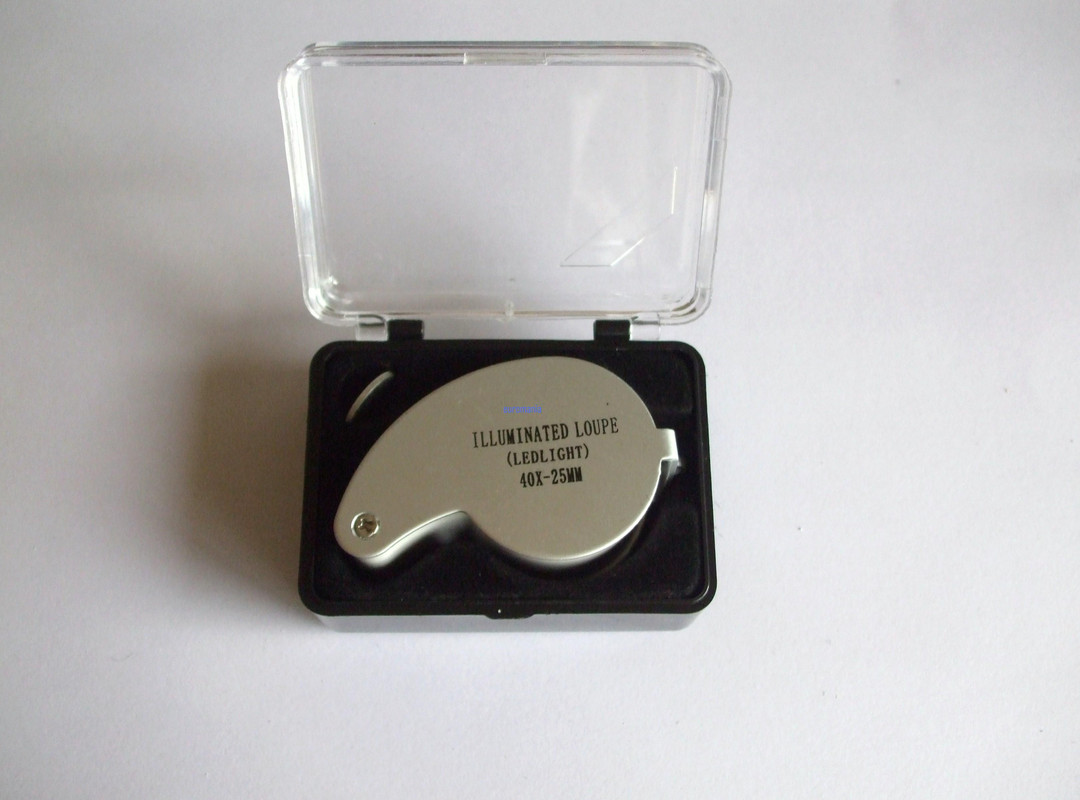 ILLUMINATED LOUPE
(LEDLIGHT)
40X-25MM